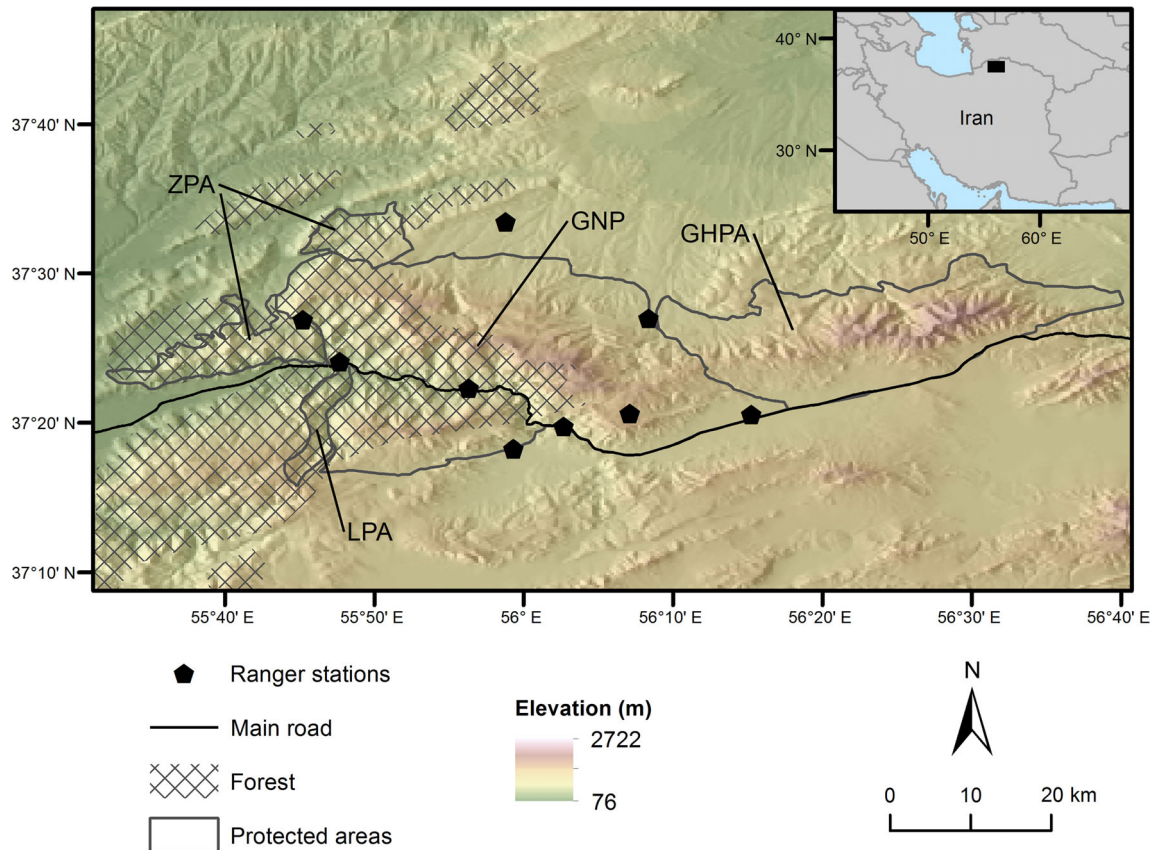 40° N
30° N
Iran
50° E
60° E
37°40' N
37°30' N
37°20' N
37°10' N
ZPA
GNP
GHPA
LPA
55°40' E
55°50' E
56° E
56°10' E
56°20' E
56°30' E
56°40' E
Ranger stations
Main road
Forest
Protected areas
Elevation (m)
2722
76
N
0
10
20 km